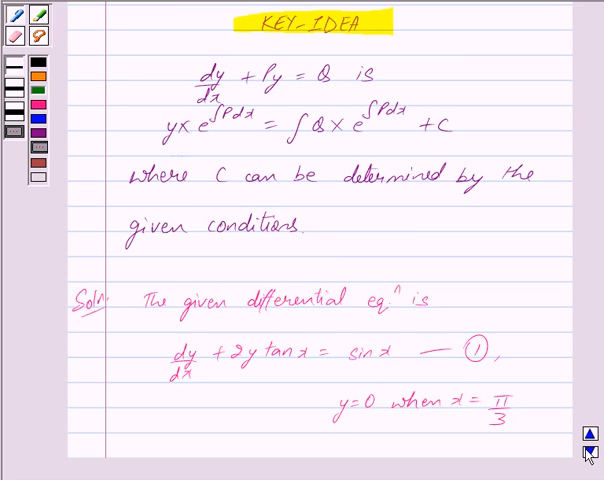 KEY-IDEA
dy/dx + Py = Q is
y× e^∫Pdx = ∫ Q × e^∫Pdx + C
where C can be determined by the
given conditions.
Soln. The given differential eq.ⁿ is
dy/dx + 2y tan x = sin x — ①,
y=0 when x = π/3